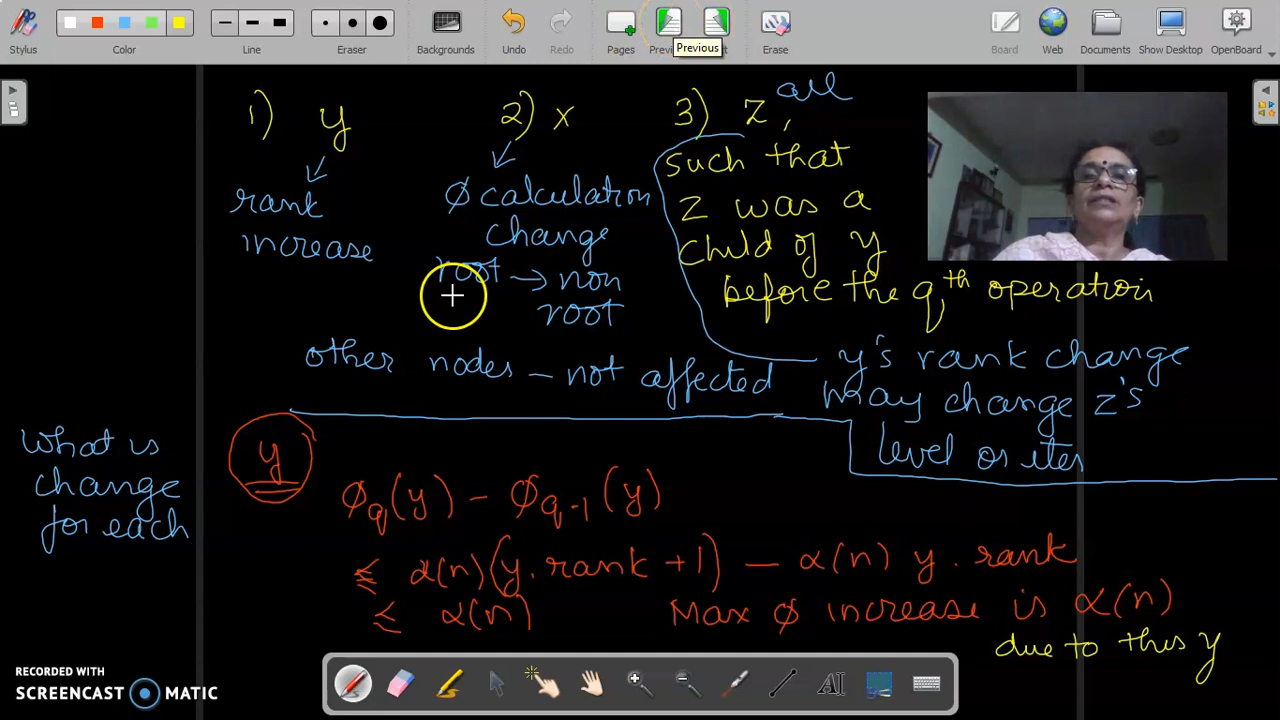 Stylus
Color
Line
Eraser
Backgrounds
Undo
Redo
Pages
Previous
Erase
Board
Web
Documents
Show Desktop
OpenBoard
1) y
rank
increase
2) x
φ calculation
change
root → non
root
3) z, all
such that
z was a
child of y
before the qth operation
y's rank change
may change z's
level or iter
other nodes - not affected
What is
change
for each
y
φq(y) - φq-1(y)
≤ α(n)(y.rank +1) - α(n) y.rank
≤ α(n) Max φ increase is α(n)
due to this y
RECORDED WITH
SCREENCAST MATIC